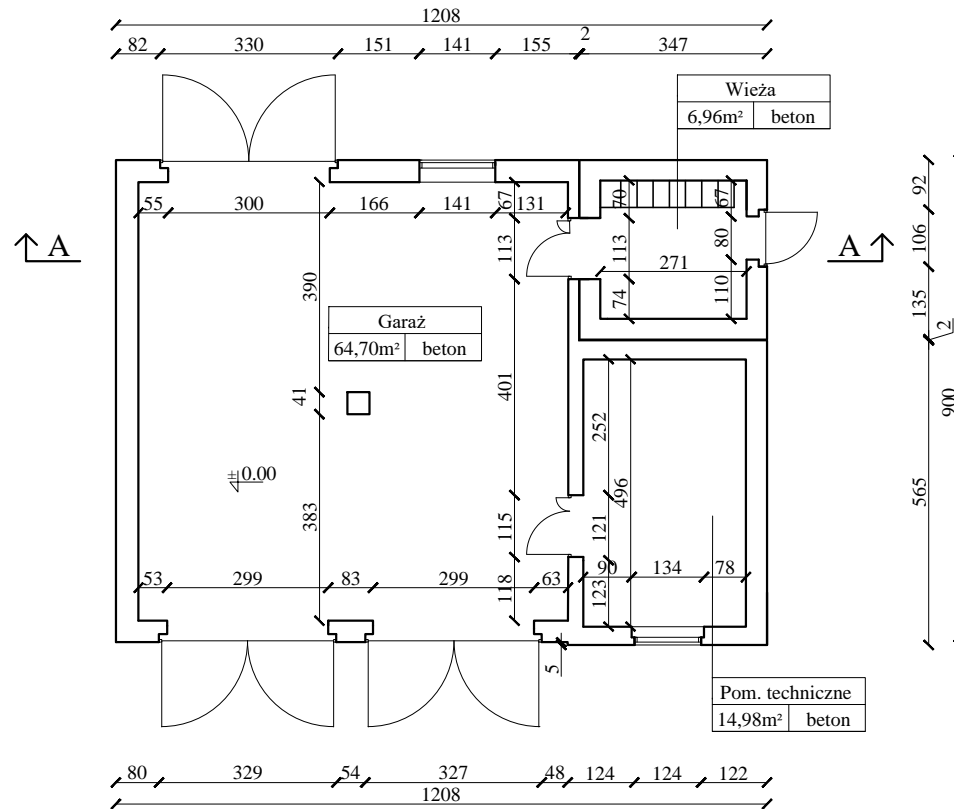 1208
82 330 151 141 155 2 347
Wieża
6,96m² beton
55 300 166 141 131
67
113
401
115
118
390
41
383
70
113
74
67
80
110
271
A
A
92
106
135
2
565
900
Garaż
64,70m² beton
±0.00
252
121
123
496
90 134 78
53 299 83 299 63
5
Pom. techniczne
14,98m² beton
80 329 54 327 48 124 124 122
1208